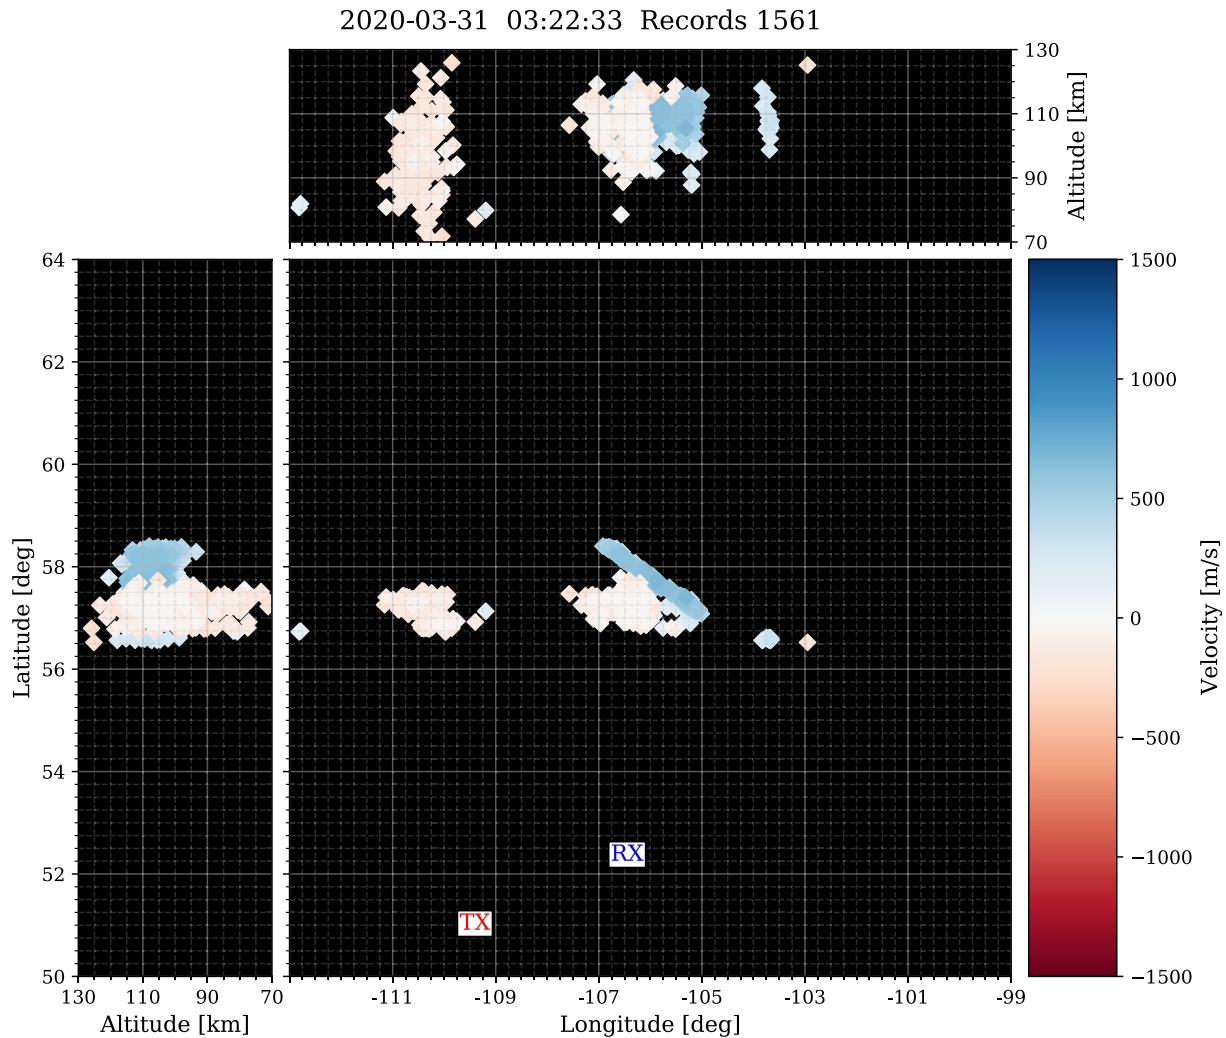 2020-03-31  03:22:33  Records 1561
130
110
90
70
Altitude [km]
64
62
60
58
56
54
52
50
Latitude [deg]
130 110 90 70
Altitude [km]
RX
TX
-111 -109 -107 -105 -103 -101 -99
Longitude [deg]
1500
1000
500
0
−500
−1000
−1500
Velocity [m/s]